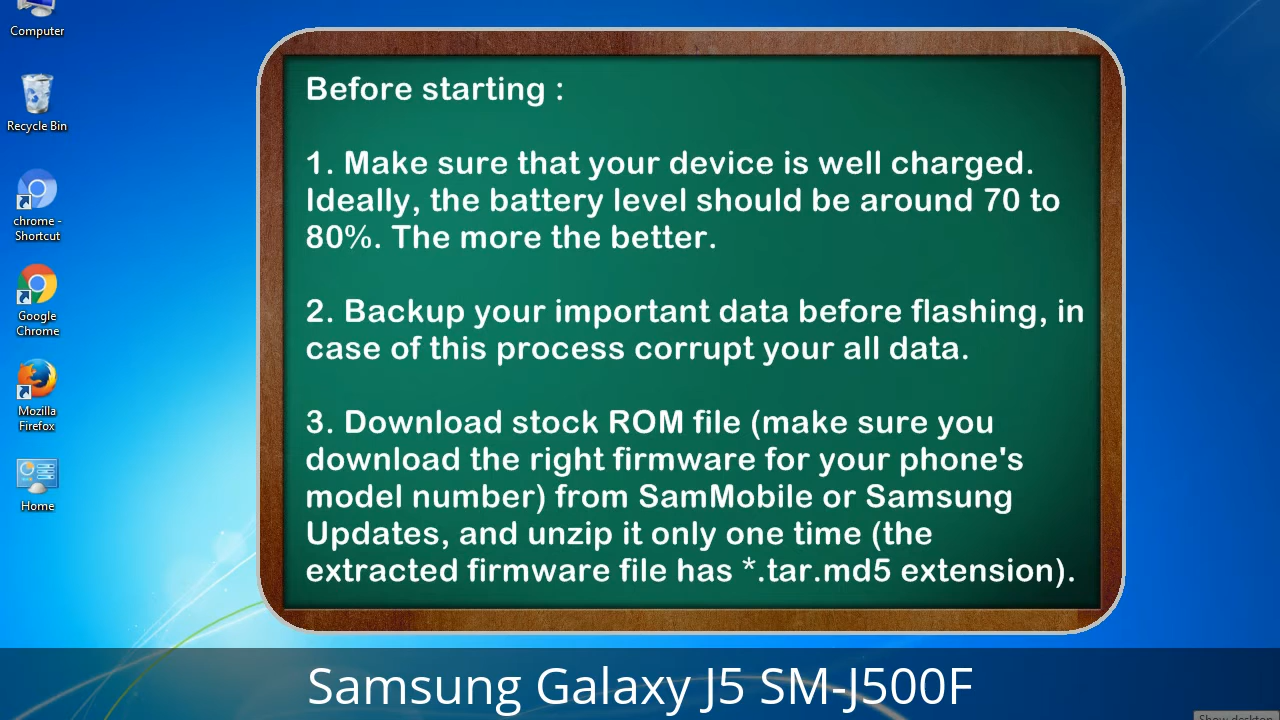 Computer
Recycle Bin
chrome -
Shortcut
Google
Chrome
Mozilla
Firefox
Home
Before starting :
1. Make sure that your device is well charged.
Ideally, the battery level should be around 70 to
80%. The more the better.
2. Backup your important data before flashing, in
case of this process corrupt your all data.
3. Download stock ROM file (make sure you
download the right firmware for your phone's
model number) from SamMobile or Samsung
Updates, and unzip it only one time (the
extracted firmware file has *.tar.md5 extension).
Samsung Galaxy J5 SM-J500F
Show desktop